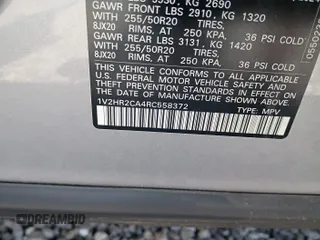 KG 2690
GAWR FRONT LBS 2910, KG 1320
WITH 255/50R20 TIRES,
8JX20 RIMS, AT 250 KPA, 36 PSI COLD
GAWR REAR LBS 3131, KG 1420
WITH 255/50R20 TIRES,
8JX20 RIMS, AT 250 KPA, 36 PSI COLD
THIS VEHICLE CONFORMS TO ALL APPLICABLE
U.S. FEDERAL MOTOR VEHICLE SAFETY AND
THEFT PREVENTION STANDARDS IN EFFECT ON
THE DATE OF MANUFACTURE SHOWN ABOVE.
1V2HR2CA4RC558372 TYPE: MPV
DREAMBID